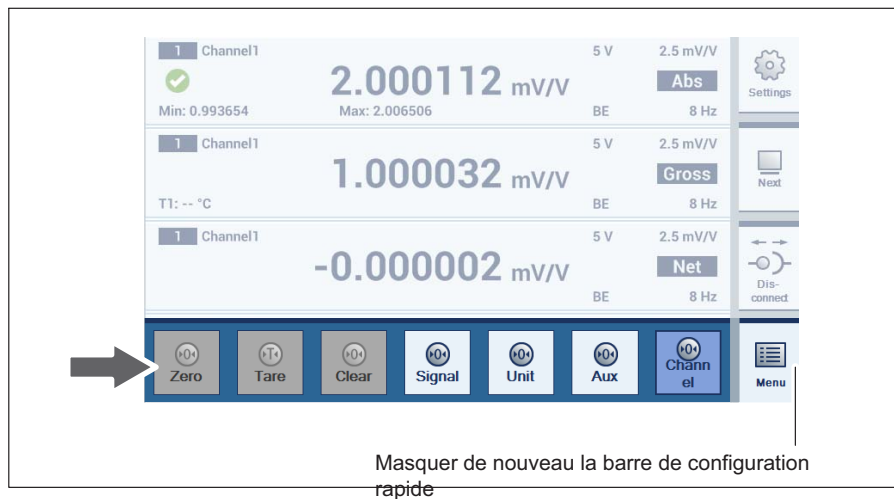 1 Channel1 5 V 2.5 mV/V
2.000112 mV/V Abs
Min: 0.993654 Max: 2.006506 BE 8 Hz
Settings
1 Channel1 5 V 2.5 mV/V
1.000032 mV/V Gross
T1: -- °C BE 8 Hz
Next
1 Channel1 5 V 2.5 mV/V
-0.000002 mV/V Net
BE 8 Hz
Dis-
connect
Zero Tare Clear Signal Unit Aux Chann
el
Menu
Masquer de nouveau la barre de configuration
rapide